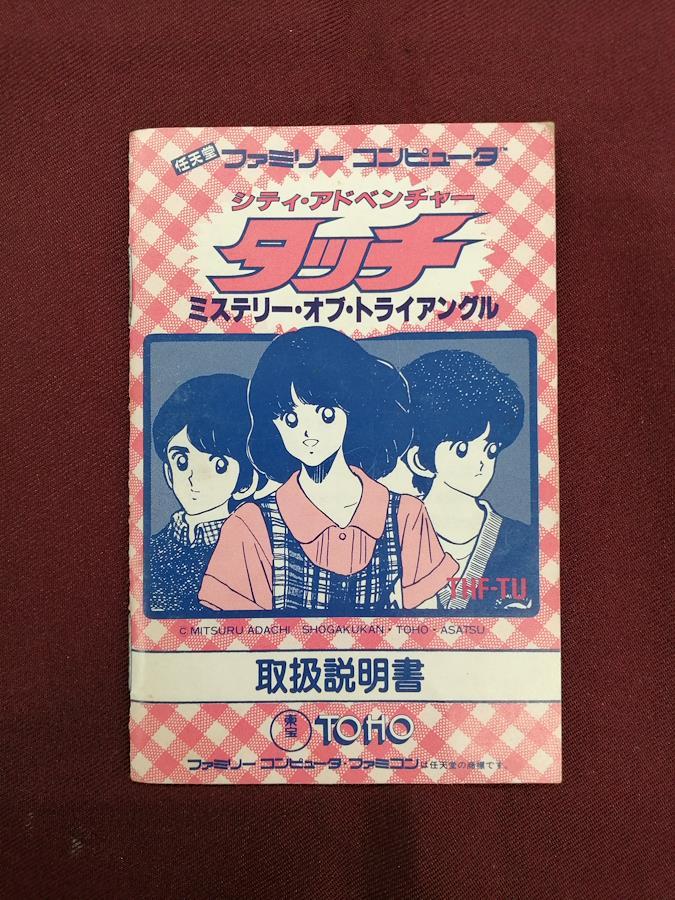 任天堂 ファミリー コンピュータ™
シティ・アドベンチャー
タッチ
ミステリー・オブ・トライアングル
THF-TU
C MITSURU ADACHI SHOGAKUKAN・TOHO・ASATSU
取扱説明書
東宝 TOHO
ファミリー コンピュータ・ファミコンは任天堂の商標です。